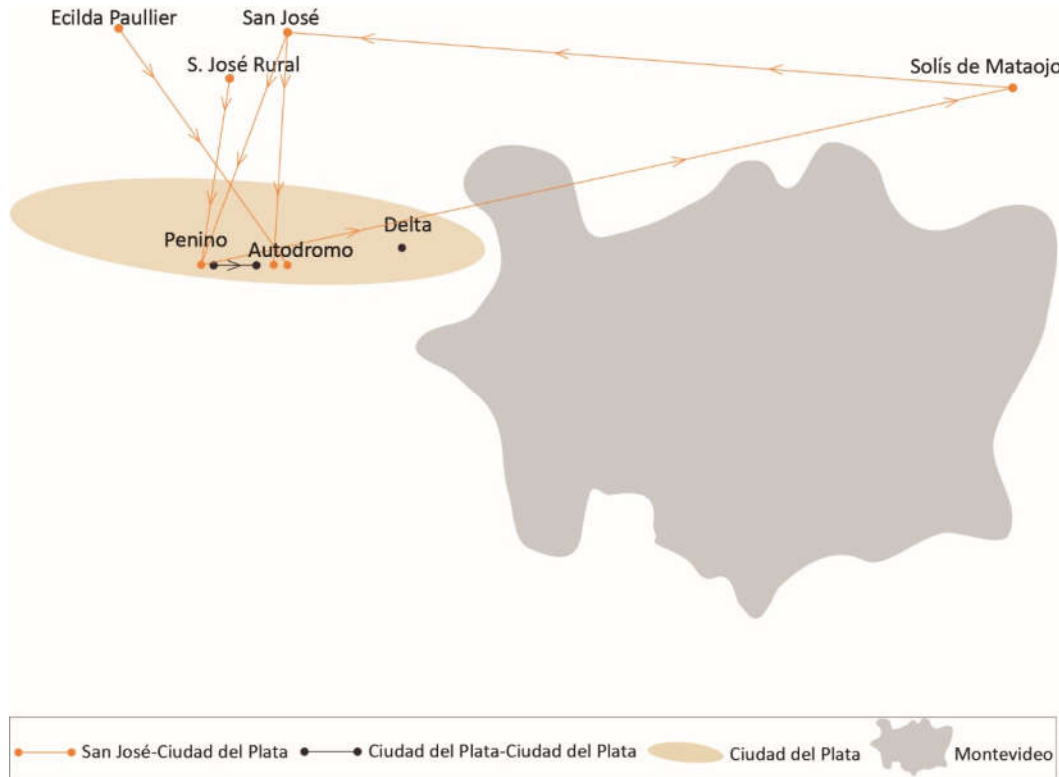 Ecilda Paullier
San José
S. José Rural
Solís de Mataojo
Delta
Penino
Autodromo
San José-Ciudad del Plata
Ciudad del Plata-Ciudad del Plata
Ciudad del Plata
Montevideo